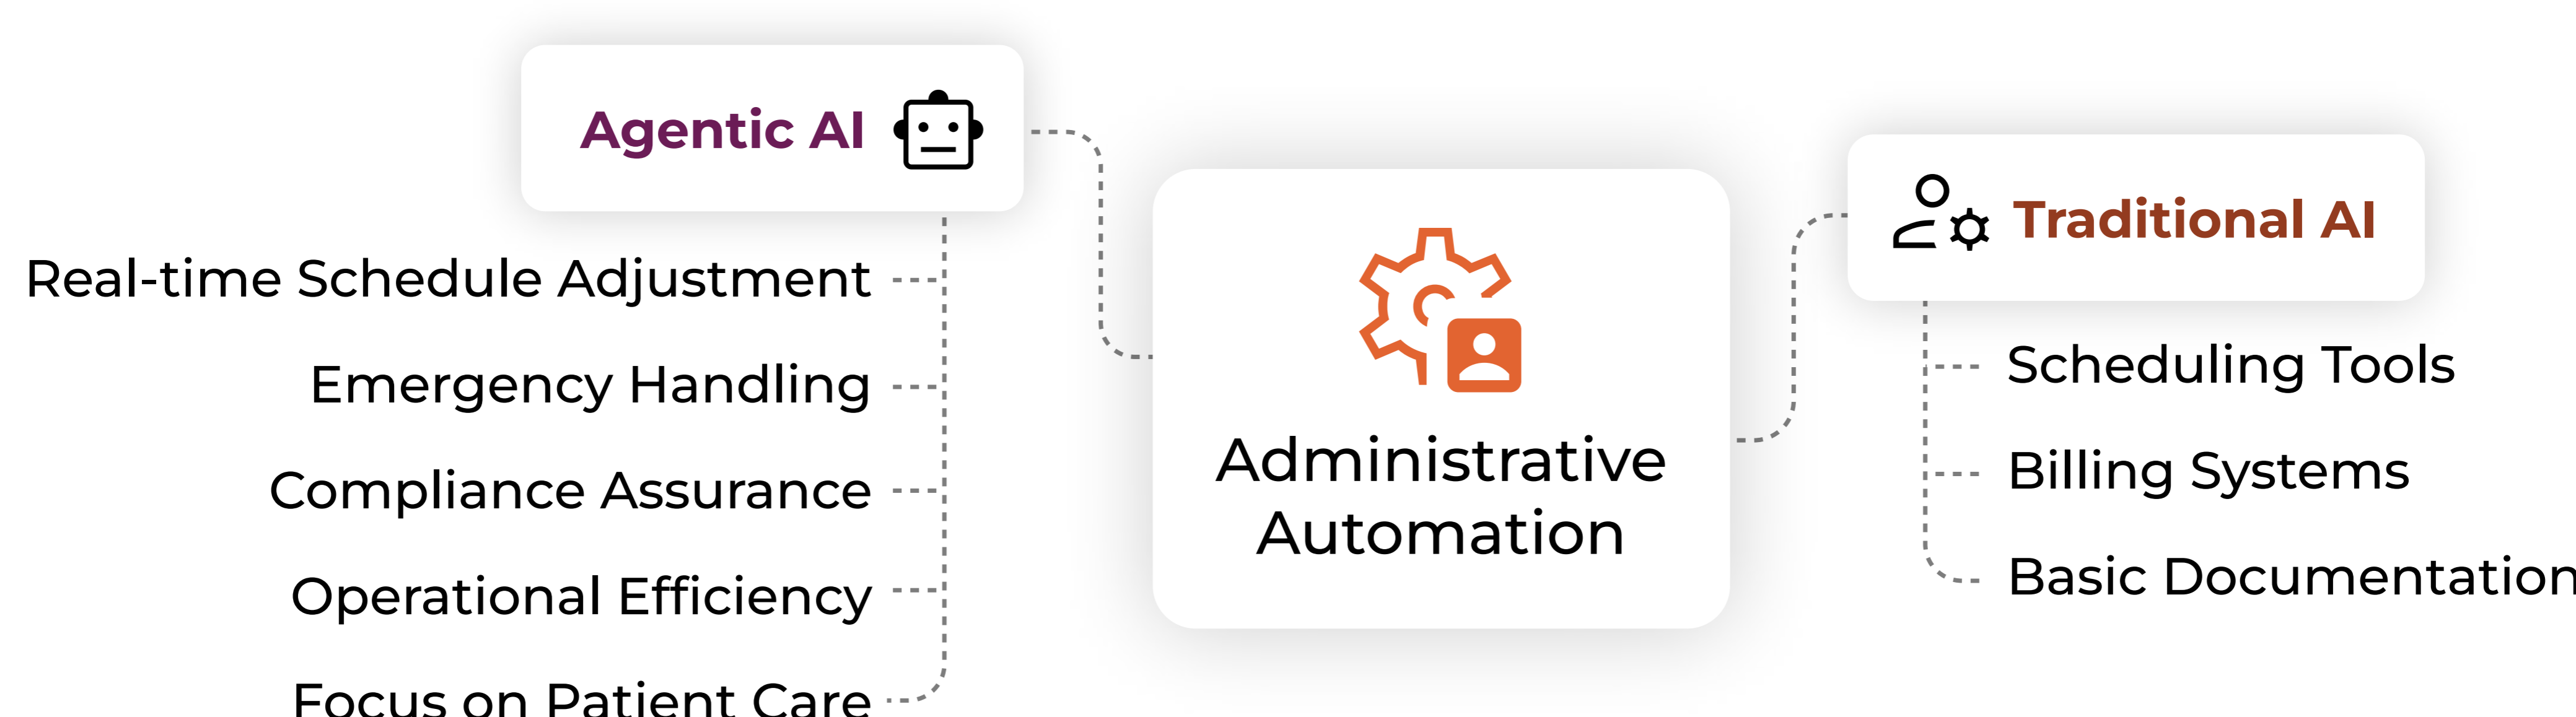 Agentic AI
Real-time Schedule Adjustment
Emergency Handling
Compliance Assurance
Operational Efficiency
Focus on Patient Care
Administrative
Automation
Traditional AI
Scheduling Tools
Billing Systems
Basic Documentation